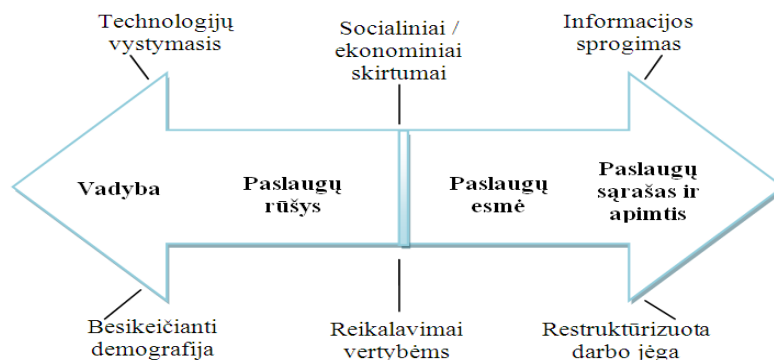 Technologijų
vystymasis
Socialiniai /
ekonominiai
skirtumai
Informacijos
sprogimas
Vadyba
Paslaugų
rūšys
Paslaugų
esmė
Paslaugų
sąrašas ir
apimtis
Besikeičianti
demografija
Reikalavimai
vertybėms
Restruktūrizuota
darbo jėga